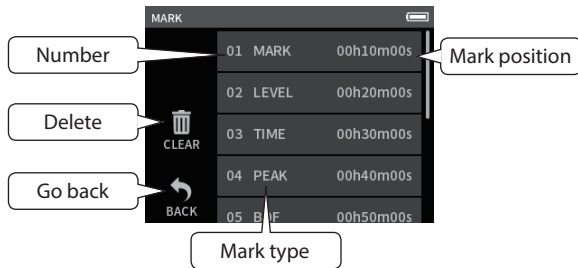 MARK
Number
01 MARK 00h10m00s
Mark position
02 LEVEL 00h20m00s
Delete
CLEAR
03 TIME 00h30m00s
04 PEAK 00h40m00s
Go back
BACK
05 00h50m00s
Mark type